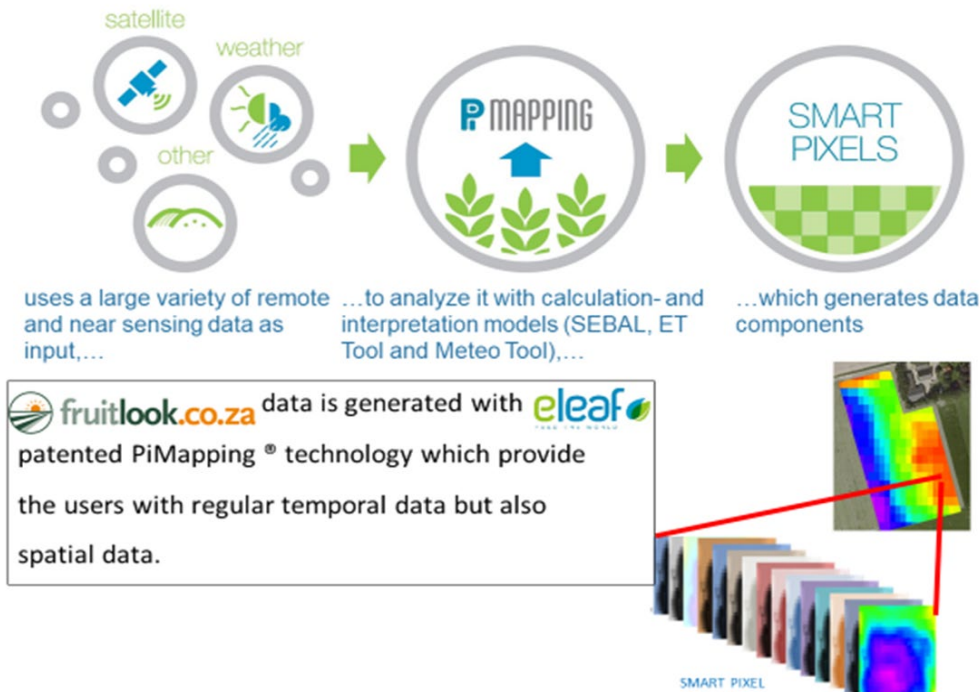 satellite
weather
other
PI MAPPING
SMART
PIXELS
uses a large variety of remote
and near sensing data as
input,…
…to analyze it with calculation- and
interpretation models (SEBAL, ET
Tool and Meteo Tool),…
…which generates data
components
fruitlook.co.za data is generated with eleaf
patented PiMapping ® technology which provide
the users with regular temporal data but also
spatial data.
SMART PIXEL